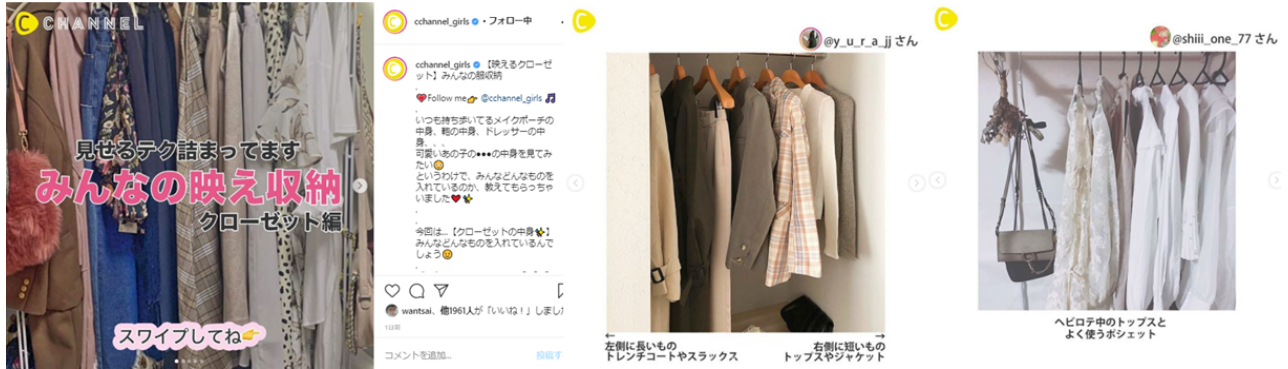 C CHANNEL
見せるテク詰まってます
みんなの映え収納
クローゼット編
スワイプしてね
cchannel_girls • フォロー中
cchannel_girls 【映えるクローゼ
ット】みんなの服収納
.
Follow me @cchannel_girls
.
いつも持ち歩いてるメイクポーチの
中身、鞄の中身、ドレッサーの中
身、、、
可愛いあの子の●●●の中身を見てみ
たい
というわけで、みんなどんなものを
入れているのか、教えてもらっちゃ
いました
.
.
今回は...【クローゼットの中身】
みんなどんなものを入れているんで
しょう
wantsai、他1961人が「いいね!」しまし
1日前
コメントを追加...
投稿す
C
@y_u_r_a_jj さん
←
左側に長いもの
トレンチコートやスラックス
→
右側に短いもの
トップスやジャケット
C
@shiii_one_77 さん
ヘビロテ中のトップスと
よく使うポシェット